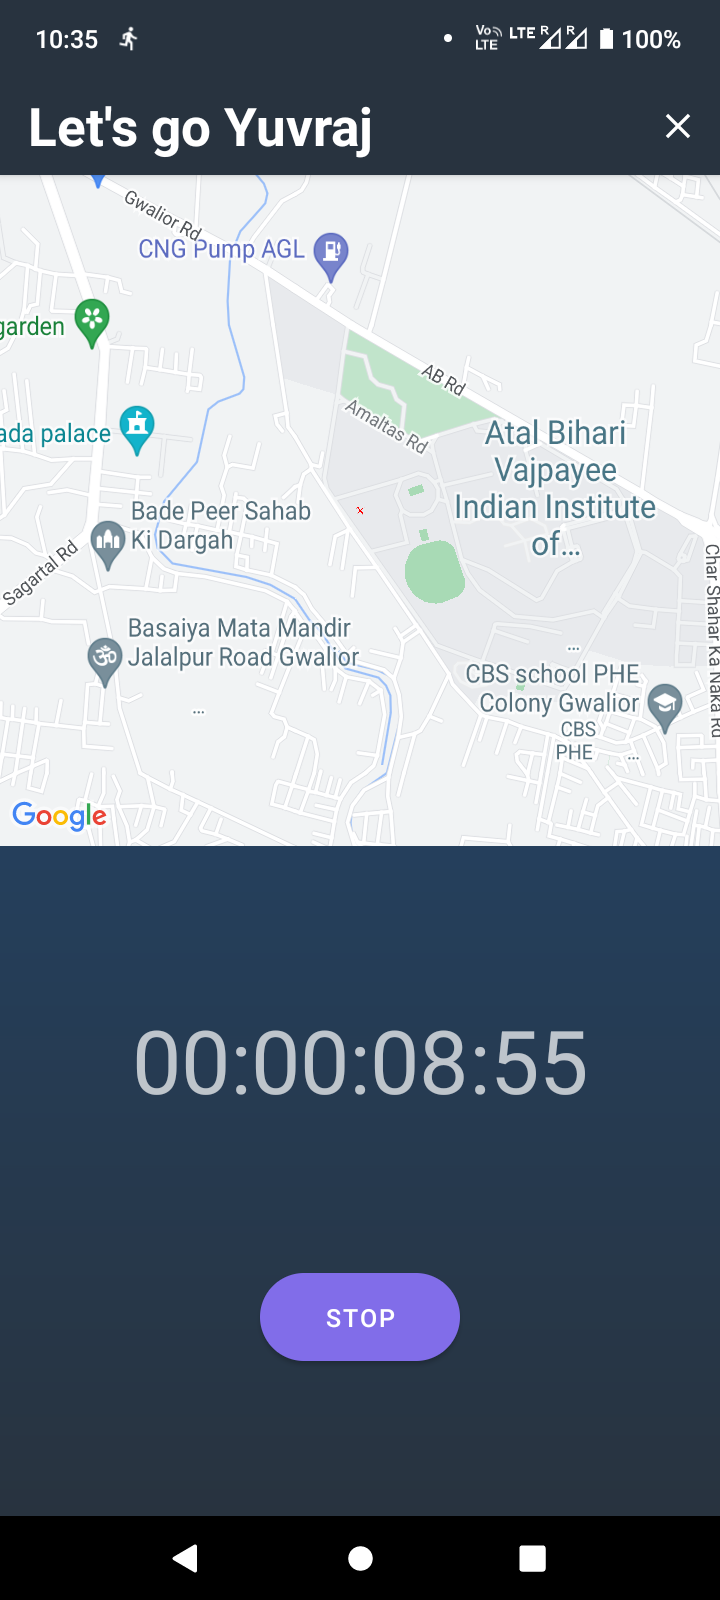 10:35
Vo LTE LTE R R 100%
Let's go Yuvraj
Gwalior Rd
CNG Pump AGL
garden
AB Rd
Amaltas Rd
ada palace
Atal Bihari
Vajpayee
Indian Institute
of...
Bade Peer Sahab
Ki Dargah
Sagartal Rd
Char Shahar Ka Naka Rd
Basaiya Mata Mandir
Jalalpur Road Gwalior
...
...
CBS school PHE
Colony Gwalior
CBS
PHE
...
Google
00:00:08:55
STOP